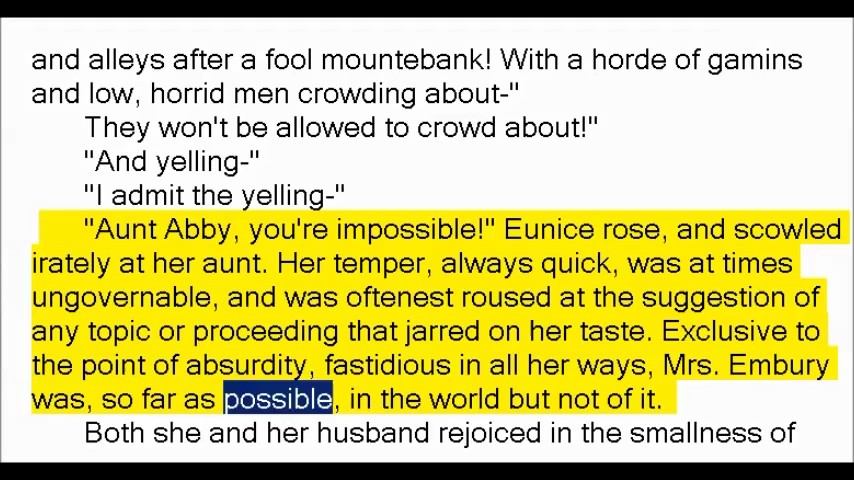 and alleys after a fool mountebank! With a horde of gamins
and low, horrid men crowding about-"
They won't be allowed to crowd about!"
"And yelling-"
"I admit the yelling-"
"Aunt Abby, you're impossible!" Eunice rose, and scowled
irately at her aunt. Her temper, always quick, was at times
ungovernable, and was oftenest roused at the suggestion of
any topic or proceeding that jarred on her taste. Exclusive to
the point of absurdity, fastidious in all her ways, Mrs. Embury
was, so far as possible, in the world but not of it.
Both she and her husband rejoiced in the smallness of